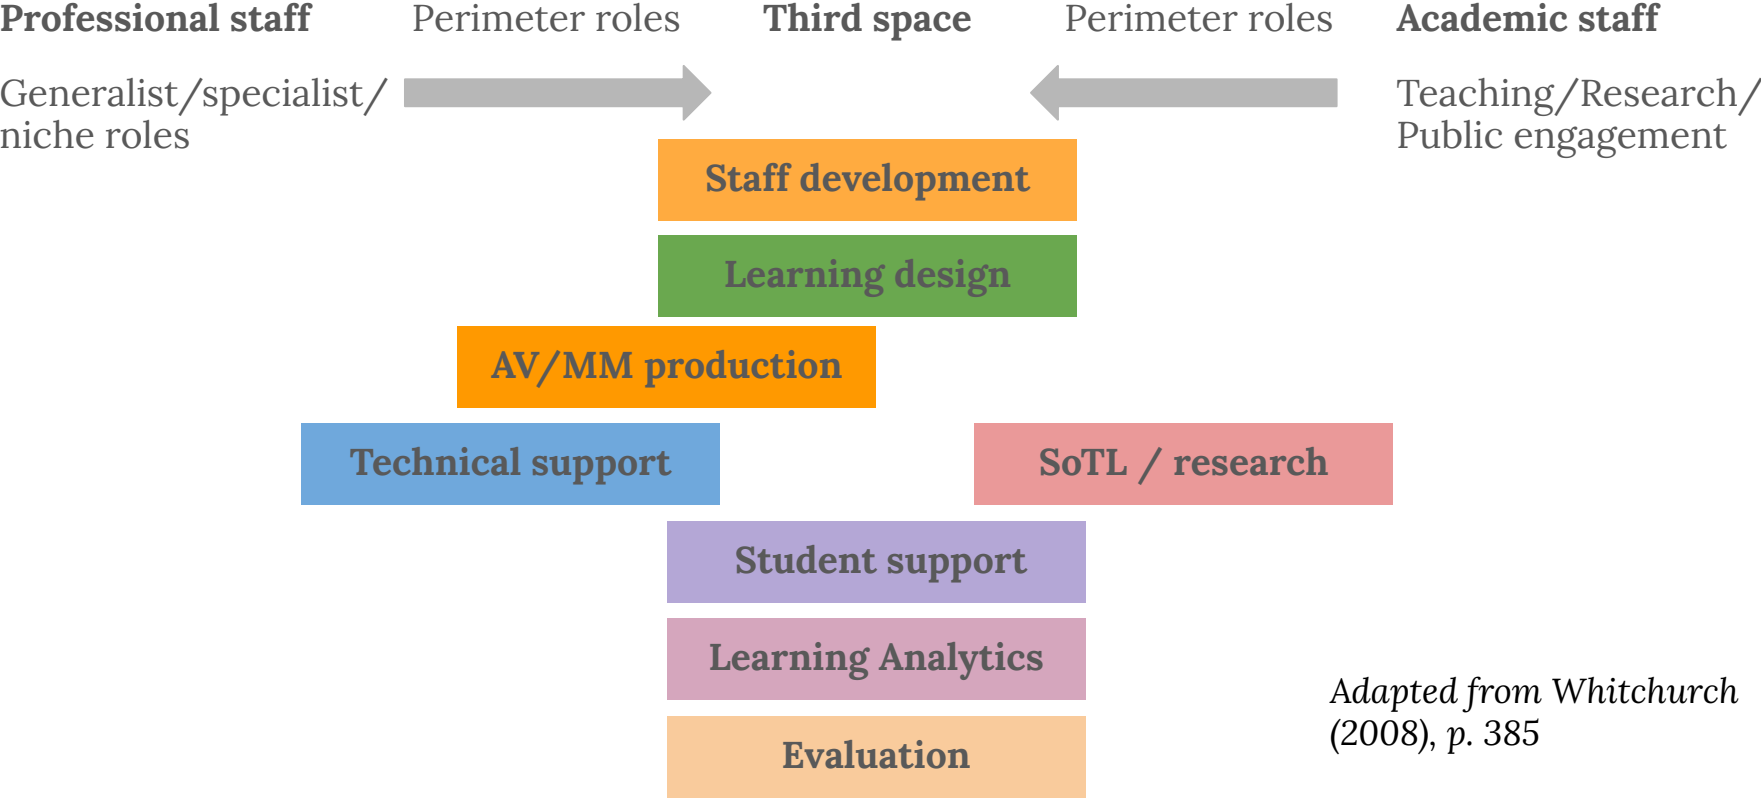 Professional staff
Perimeter roles
Third space
Perimeter roles
Academic staff
Generalist/specialist/
niche roles
Teaching/Research/
Public engagement
Staff development
Learning design
AV/MM production
Technical support
SoTL / research
Student support
Learning Analytics
Evaluation
Adapted from Whitchurch
(2008), p. 385